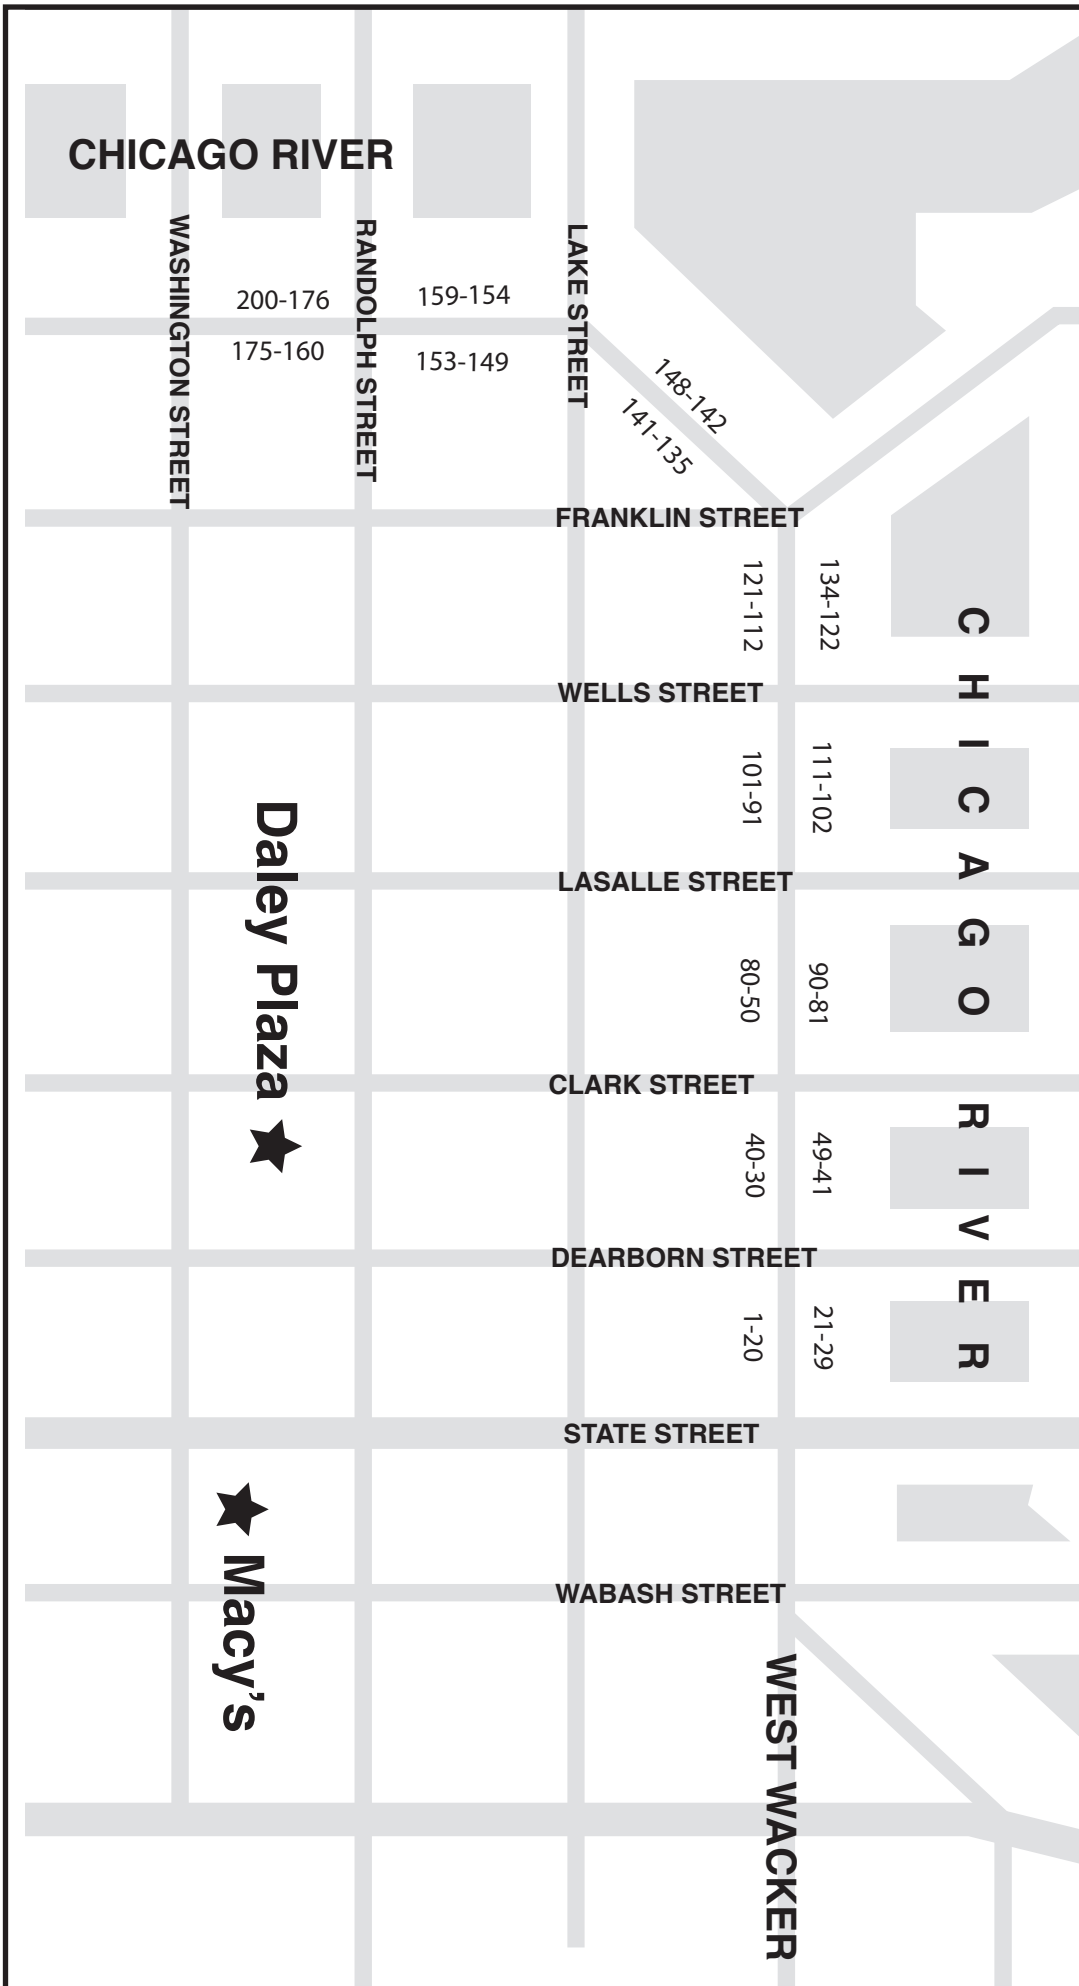 CHICAGO RIVER
WASHINGTON STREET
RANDOLPH STREET
LAKE STREET
200-176
159-154
175-160
153-149
148-142
141-135
FRANKLIN STREET
121-112
134-122
WELLS STREET
101-91
111-102
LASALLE STREET
80-50
90-81
CLARK STREET
40-30
49-41
DEARBORN STREET
1-20
21-29
STATE STREET
WABASH STREET
WEST WACKER
CHICAGO RIVER
Daley Plaza ★
★ Macy's